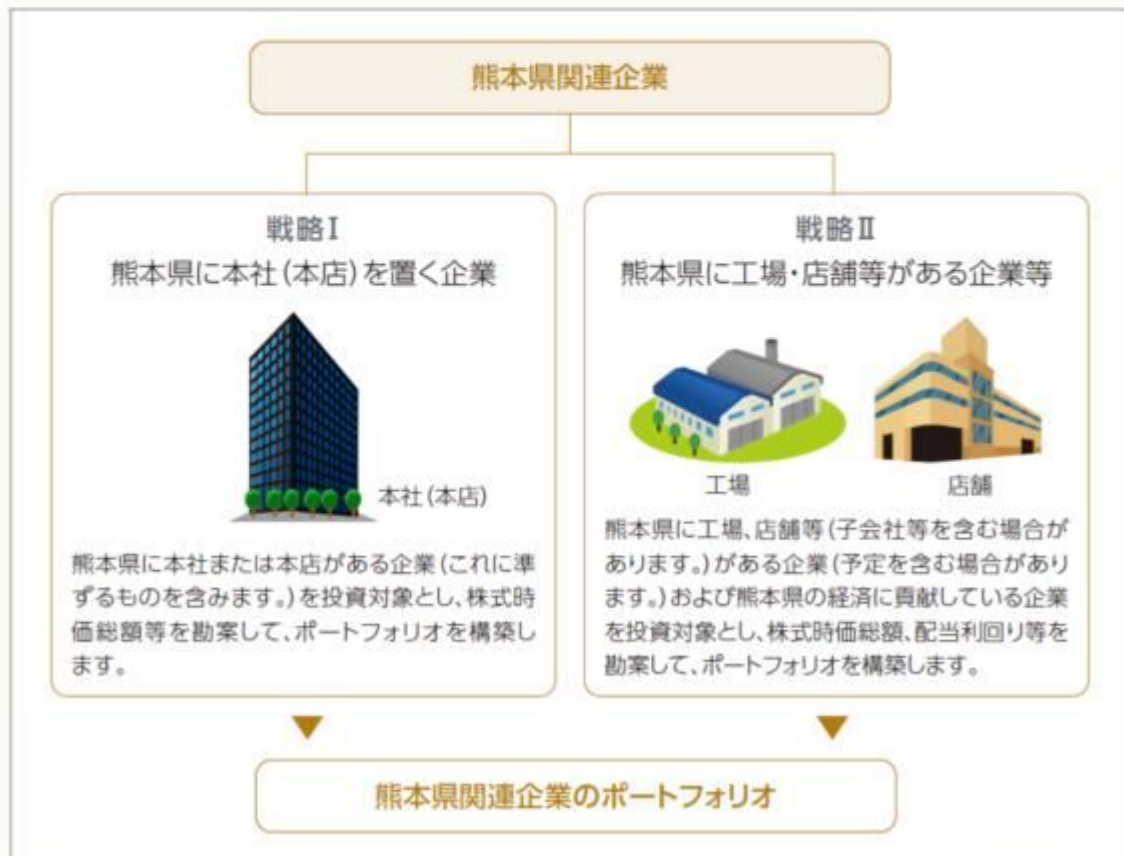 熊本県関連企業
戦略Ⅰ
熊本県に本社(本店)を置く企業
本社(本店)
熊本県に本社または本店がある企業(これに準
ずるものを含みます。)を投資対象とし、株式時
価総額等を勘案して、ポートフォリオを構築し
ます。
戦略Ⅱ
熊本県に工場・店舗等がある企業等
工場
店舗
熊本県に工場、店舗等(子会社等を含む場合が
あります。)がある企業(予定を含む場合があり
ます。)および熊本県の経済に貢献している企業
を投資対象とし、株式時価総額、配当利回り等を
勘案して、ポートフォリオを構築します。
熊本県関連企業のポートフォリオ